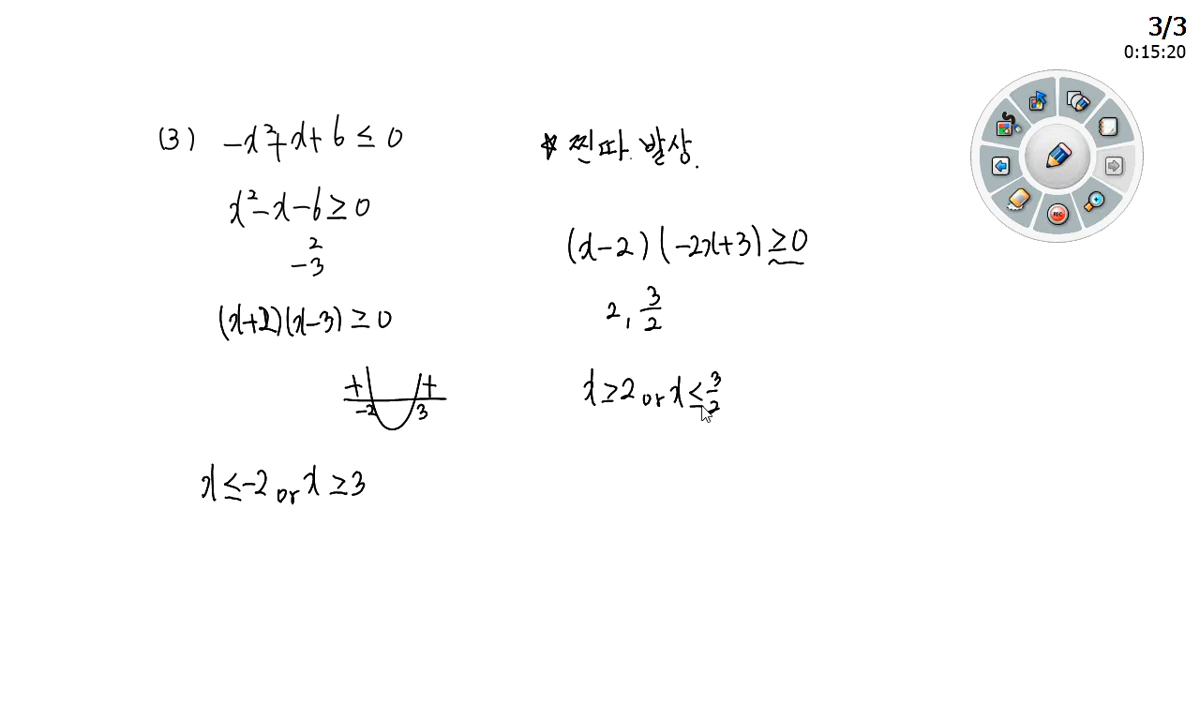 3/3
0:15:20
(3) -x²+x+6≤0
x²-x-6≥0
2
-3
(x+2)(x-3)≥0
+ +
-2 3
x≤-2 or x≥3
☆ 찐따 발상.
(x-2)(-2x+3)≥0
2, 3/2
x≥2 or x≤3/2
REC